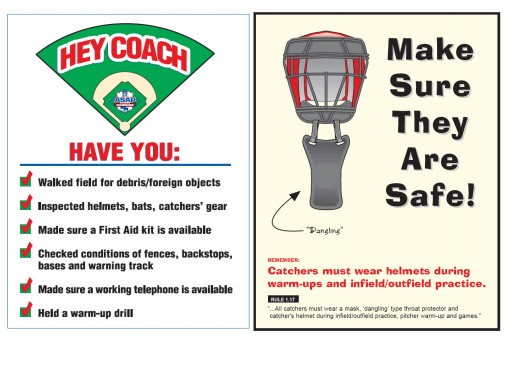 HEY COACH
ASAP
HAVE YOU:
Walked field for debris/foreign objects
Inspected helmets, bats, catchers' gear
Made sure a First Aid kit is available
Checked conditions of fences, backstops,
bases and warning track
Made sure a working telephone is available
Held a warm-up drill
Make
Sure
They
Are
Safe!
"Dangling"
REMEMBER:
Catchers must wear helmets during
warm-ups and infield/outfield practice.
RULE 1.17
"...All catchers must wear a mask, 'dangling' type throat protector and
catcher's helmet during infield/outfield practice, pitcher warm-up and games."